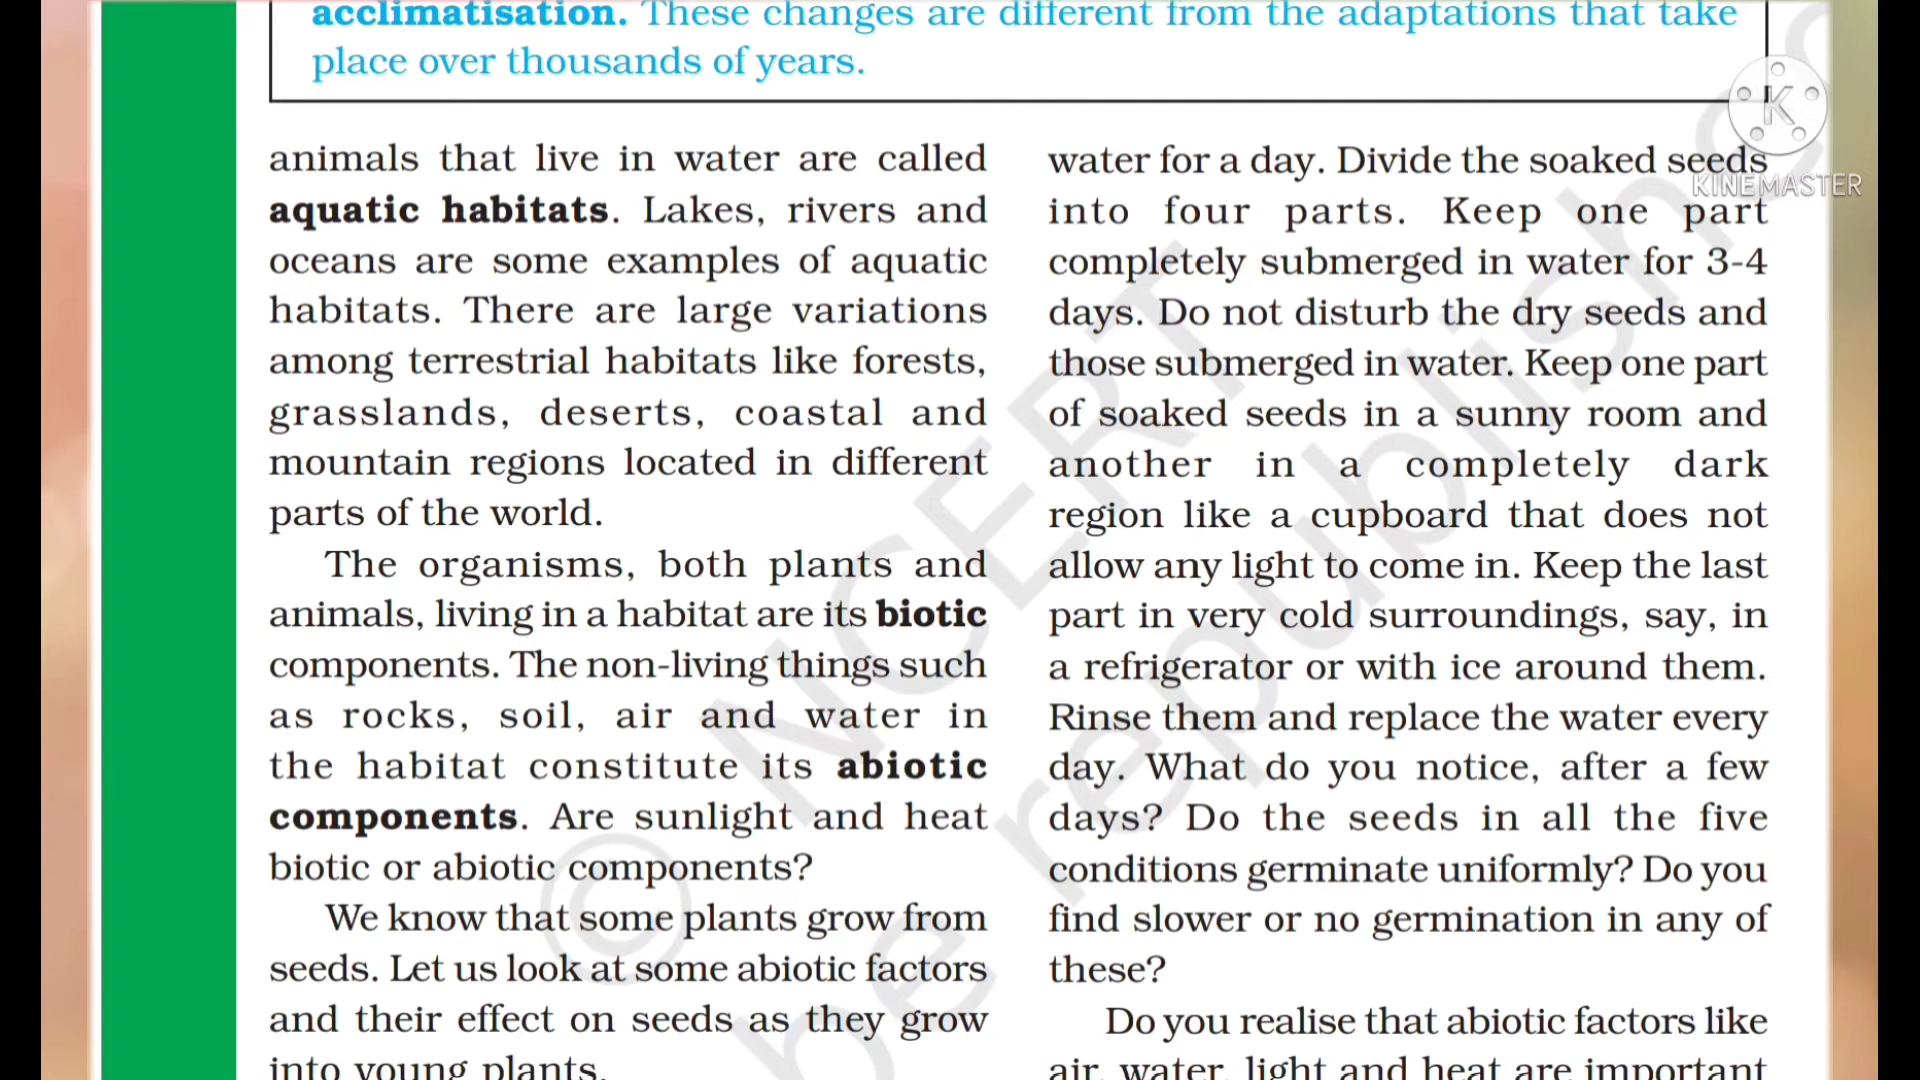 acclimatisation. These changes are different from the adaptations that take
place over thousands of years.
animals that live in water are called
aquatic habitats. Lakes, rivers and
oceans are some examples of aquatic
habitats. There are large variations
among terrestrial habitats like forests,
grasslands, deserts, coastal and
mountain regions located in different
parts of the world.
The organisms, both plants and
animals, living in a habitat are its biotic
components. The non-living things such
as rocks, soil, air and water in
the habitat constitute its abiotic
components. Are sunlight and heat
biotic or abiotic components?
We know that some plants grow from
seeds. Let us look at some abiotic factors
and their effect on seeds as they grow
into young plants.
water for a day. Divide the soaked seeds
into four parts. Keep one part
completely submerged in water for 3-4
days. Do not disturb the dry seeds and
those submerged in water. Keep one part
of soaked seeds in a sunny room and
another in a completely dark
region like a cupboard that does not
allow any light to come in. Keep the last
part in very cold surroundings, say, in
a refrigerator or with ice around them.
Rinse them and replace the water every
day. What do you notice, after a few
days? Do the seeds in all the five
conditions germinate uniformly? Do you
find slower or no germination in any of
these?
Do you realise that abiotic factors like
air, water, light and heat are important
K
KINEMASTER
© NCERT
be republished